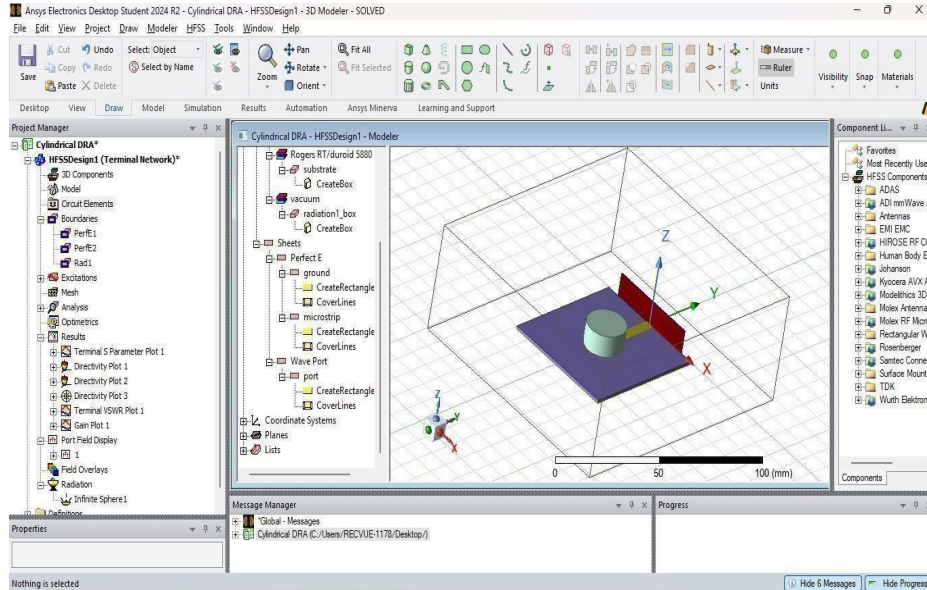 Ansys Electronics Desktop Student 2024 R2 - Cylindrical DRA - HFSSDesign1 - 3D Modeler - SOLVED
File Edit View Project Draw Modeler HFSS Tools Window Help
Save
Cut Undo
Copy Redo
Paste Delete
Select: Object
Select by Name
Zoom
Pan
Rotate
Orient
Fit All
Fit Selected
Measure
Ruler
Units
Visibility Snap Materials
Desktop View Draw Model Simulation Results Automation Ansys Minerva Learning and Support
Project Manager
Cylindrical DRA*
HFSSDesign1 (Terminal Network)*
3D Components
Model
Circuit Elements
Boundaries
PerfE1
PerfE2
Rad1
Excitations
Mesh
Analysis
Optimetrics
Results
Terminal S Parameter Plot 1
Directivity Plot 1
Directivity Plot 2
Directivity Plot 3
Terminal VSWR Plot 1
Gain Plot 1
Port Field Display
1
Field Overlays
Radiation
Infinite Sphere1
Definitions
Properties
Nothing is selected
Cylindrical DRA - HFSSDesign1 - Modeler
Rogers RT/duroid 5880
substrate
CreateBox
vacuum
radiation1_box
CreateBox
Sheets
Perfect E
ground
CreateRectangle
CoverLines
microstrip
CreateRectangle
CoverLines
Wave Port
port
CreateRectangle
CoverLines
Coordinate Systems
Planes
Lists
Z
Y
X
Z
Y
X
0 50 100 (mm)
Message Manager
*Global - Messages
Cylindrical DRA (C:/Users/RECVUE-1178/Desktop/)
Progress
Component Li...
Favorites
Most Recently Use
HFSS Components
ADAS
ADI mmWave
Antennas
EMI EMC
HIROSE RF CO
Human Body E
Johanson
Kyocera AVX A
Modelithics 3D
Molex Antenna
Molex RF Micro
Rectangular W
Rosenberger
Samtec Conne
Surface Mount
TDK
Wurth Elektron
Components
Hide 6 Messages Hide Progress